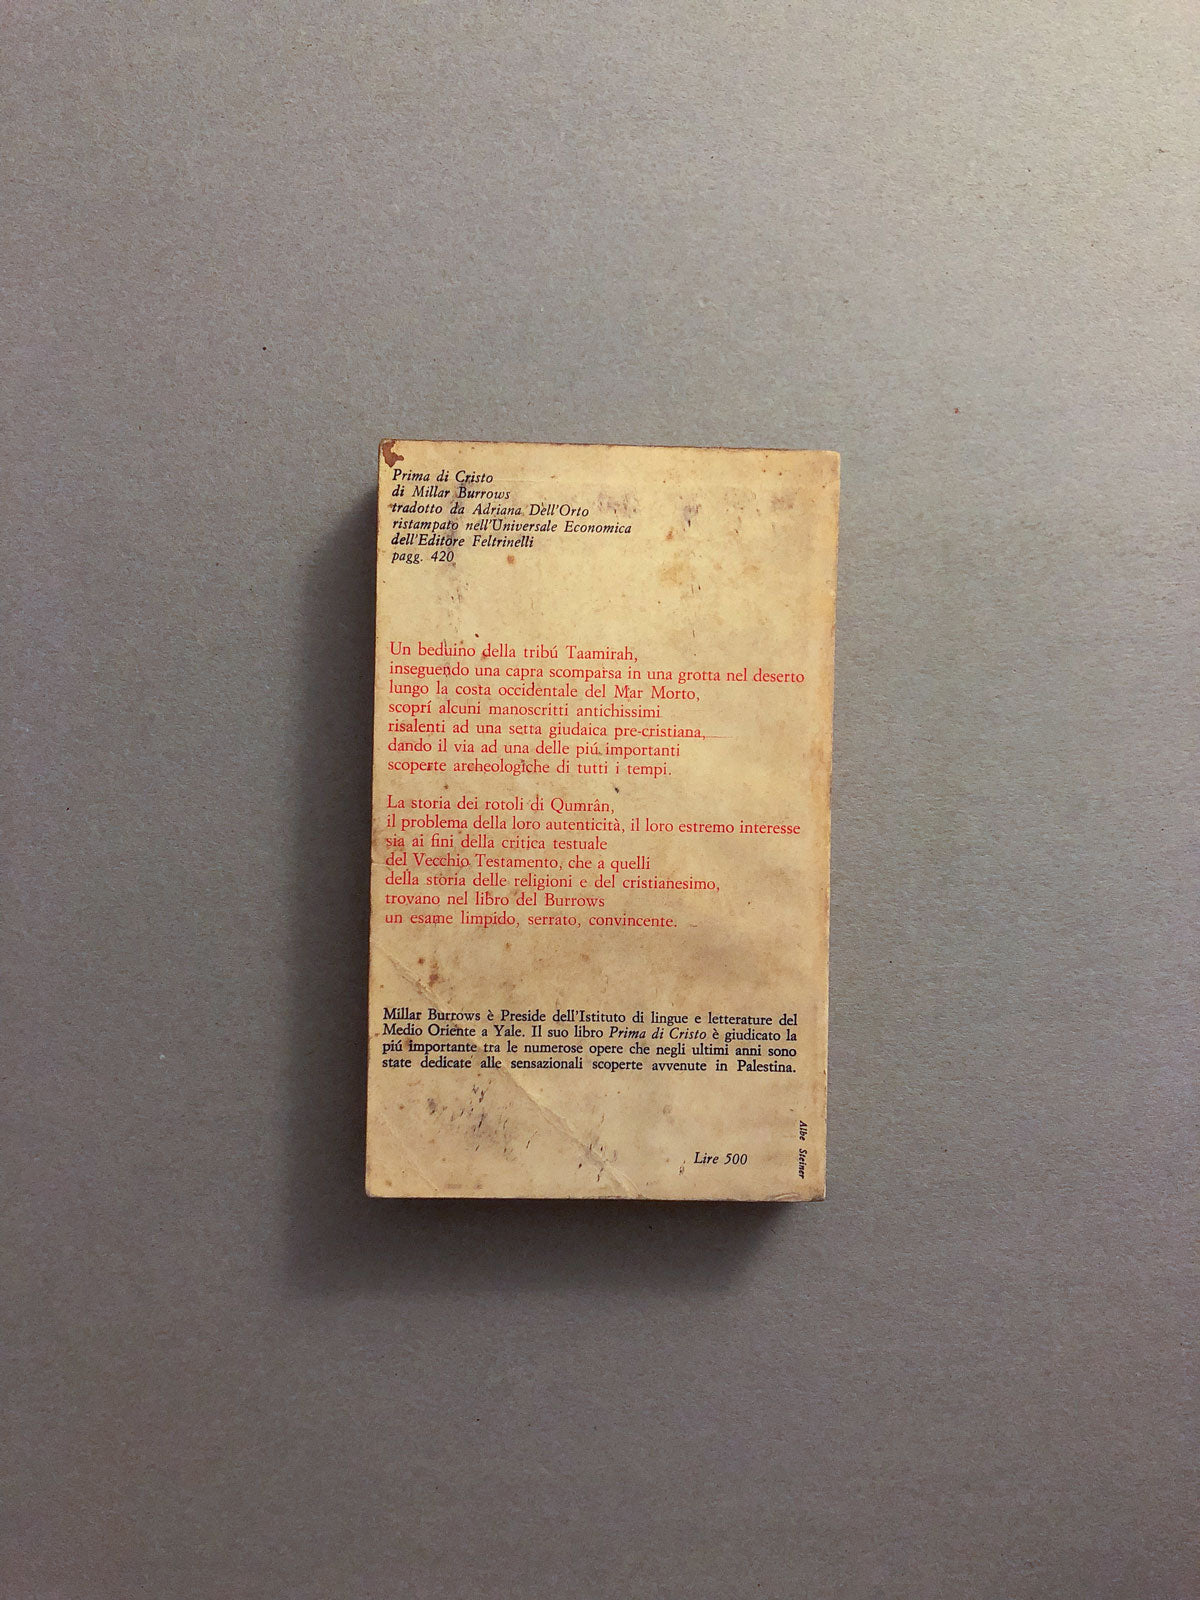 Prima di Cristo
di Millar Burrows
tradotto da Adriana Dell'Orto
ristampato nell'Universale Economica
dell'Editore Feltrinelli
pagg. 420
Un beduino della tribú Taamirah,
inseguendo una capra scomparsa in una grotta nel deserto
lungo la costa occidentale del Mar Morto,
scoprí alcuni manoscritti antichissimi
risalenti ad una setta giudaica pre-cristiana,
dando il via ad una delle piú importanti
scoperte archeologiche di tutti i tempi.
La storia dei rotoli di Qumrân,
il problema della loro autenticità, il loro estremo interesse
sia ai fini della critica testuale
del Vecchio Testamento, che a quelli
della storia delle religioni e del cristianesimo,
trovano nel libro del Burrows
un esame limpido, serrato, convincente.
Millar Burrows è Preside dell'Istituto di lingue e letterature del
Medio Oriente a Yale. Il suo libro Prima di Cristo è giudicato la
piú importante tra le numerose opere che negli ultimi anni sono
state dedicate alle sensazionali scoperte avvenute in Palestina.
Lire 500
Albe Steiner